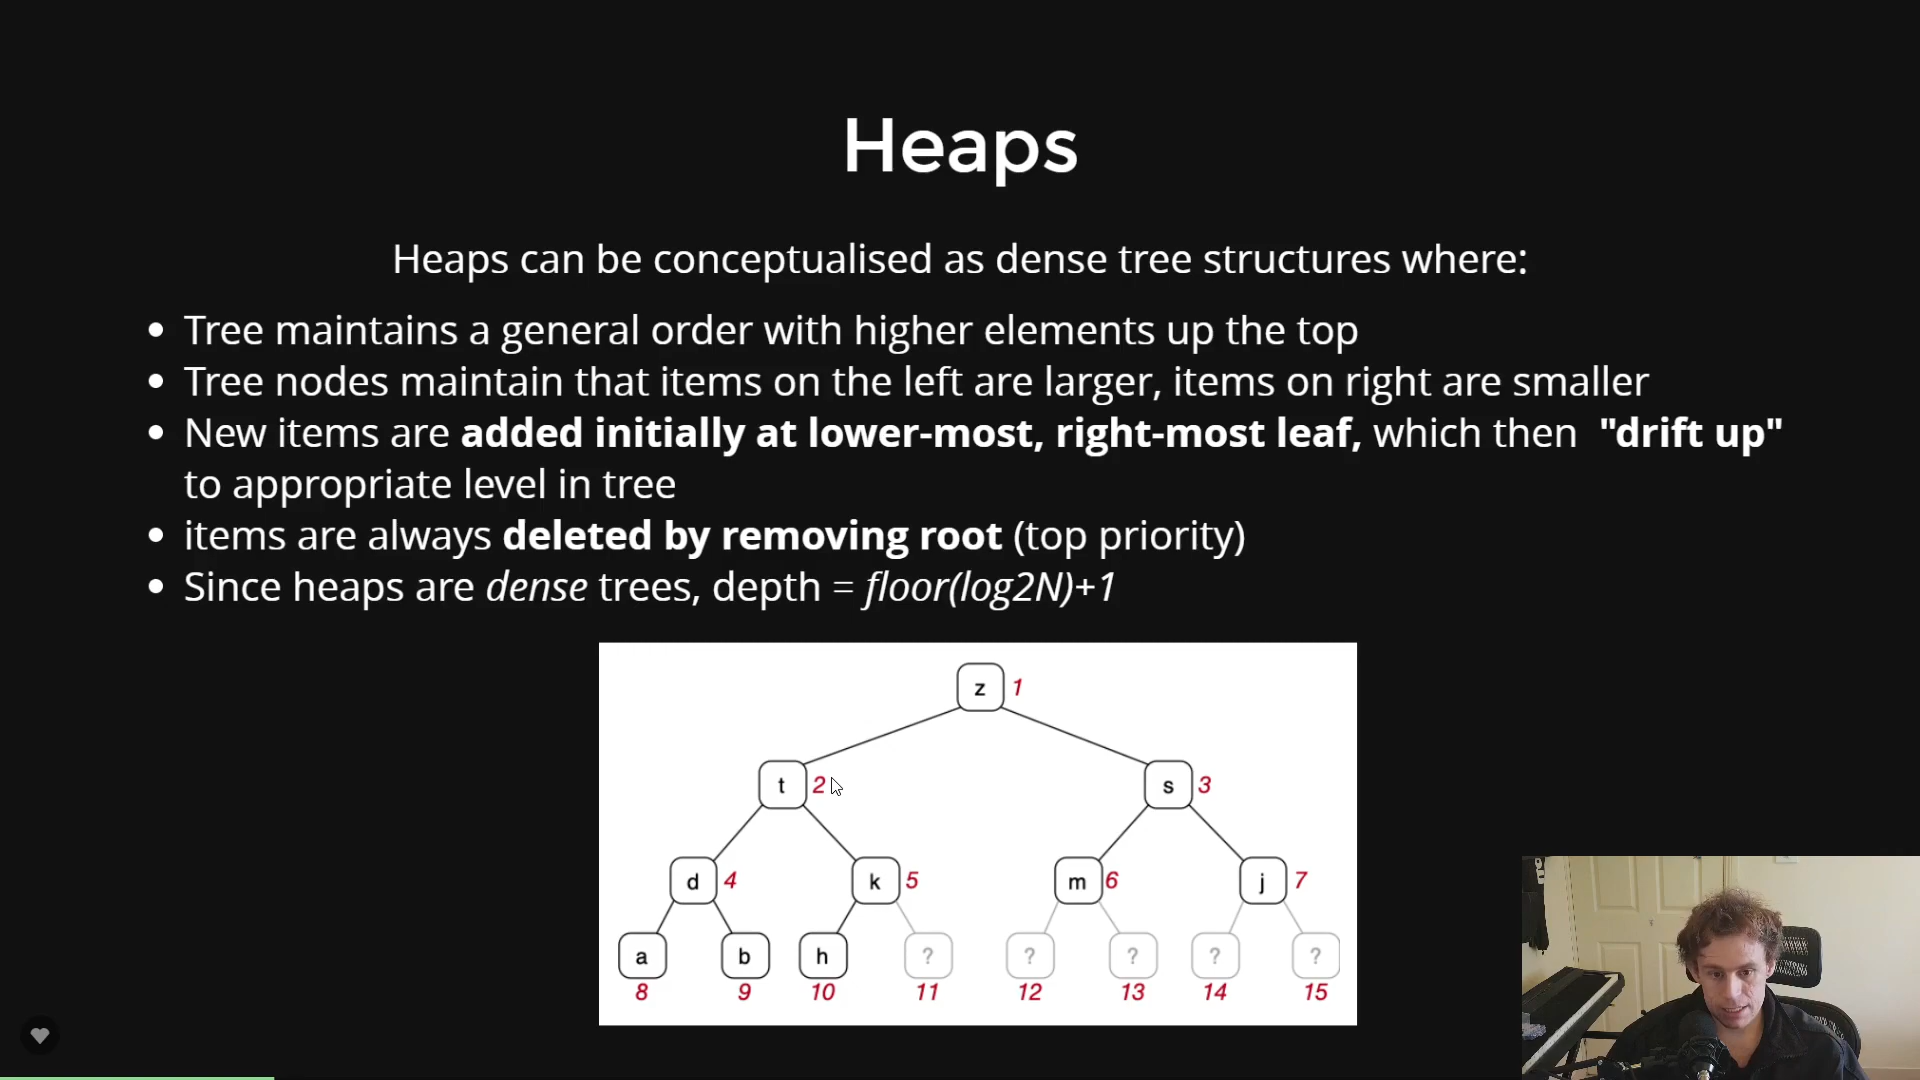 Heaps
Heaps can be conceptualised as dense tree structures where:
• Tree maintains a general order with higher elements up the top
• Tree nodes maintain that items on the left are larger, items on right are smaller
• New items are added initially at lower-most, right-most leaf, which then "drift up"
to appropriate level in tree
• items are always deleted by removing root (top priority)
• Since heaps are dense trees, depth = floor(log2N)+1
z 1
t 2 s 3
d 4 k 5 m 6 j 7
a b h ? ? ? ? ?
8 9 10 11 12 13 14 15